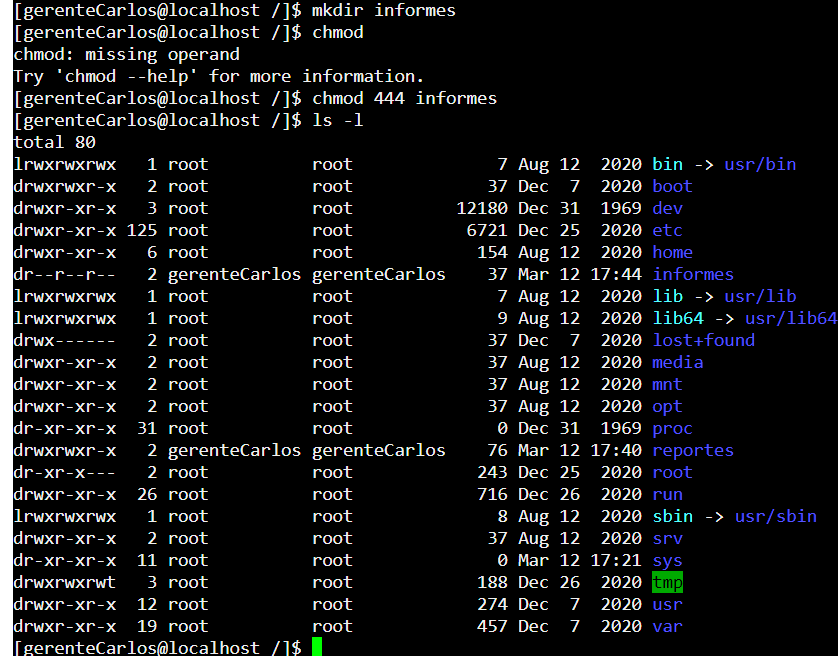 [gerenteCarlos@localhost /]$ mkdir informes
[gerenteCarlos@localhost /]$ chmod
chmod: missing operand
Try 'chmod --help' for more information.
[gerenteCarlos@localhost /]$ chmod 444 informes
[gerenteCarlos@localhost /]$ ls -l
total 80
lrwxrwxrwx   1 root          root              7 Aug 12  2020 bin -> usr/bin
drwxrwxr-x   2 root          root             37 Dec  7  2020 boot
drwxr-xr-x   3 root          root          12180 Dec 31  1969 dev
drwxr-xr-x 125 root          root           6721 Dec 25  2020 etc
drwxr-xr-x   6 root          root            154 Aug 12  2020 home
dr--r--r--   2 gerenteCarlos gerenteCarlos    37 Mar 12 17:44 informes
lrwxrwxrwx   1 root          root              7 Aug 12  2020 lib -> usr/lib
lrwxrwxrwx   1 root          root              9 Aug 12  2020 lib64 -> usr/lib64
drwx------   2 root          root             37 Dec  7  2020 lost+found
drwxr-xr-x   2 root          root             37 Aug 12  2020 media
drwxr-xr-x   2 root          root             37 Aug 12  2020 mnt
drwxr-xr-x   2 root          root             37 Aug 12  2020 opt
dr-xr-xr-x  31 root          root              0 Dec 31  1969 proc
drwxrwxr-x   2 gerenteCarlos gerenteCarlos    76 Mar 12 17:40 reportes
dr-xr-x---   2 root          root            243 Dec 25  2020 root
drwxr-xr-x  26 root          root            716 Dec 26  2020 run
lrwxrwxrwx   1 root          root              8 Aug 12  2020 sbin -> usr/sbin
drwxr-xr-x   2 root          root             37 Aug 12  2020 srv
dr-xr-xr-x  11 root          root              0 Mar 12 17:21 sys
drwxrwxrwt   3 root          root            188 Dec 26  2020 tmp
drwxr-xr-x  12 root          root            274 Dec  7  2020 usr
drwxr-xr-x  19 root          root            457 Dec  7  2020 var
[gerenteCarlos@localhost /]$